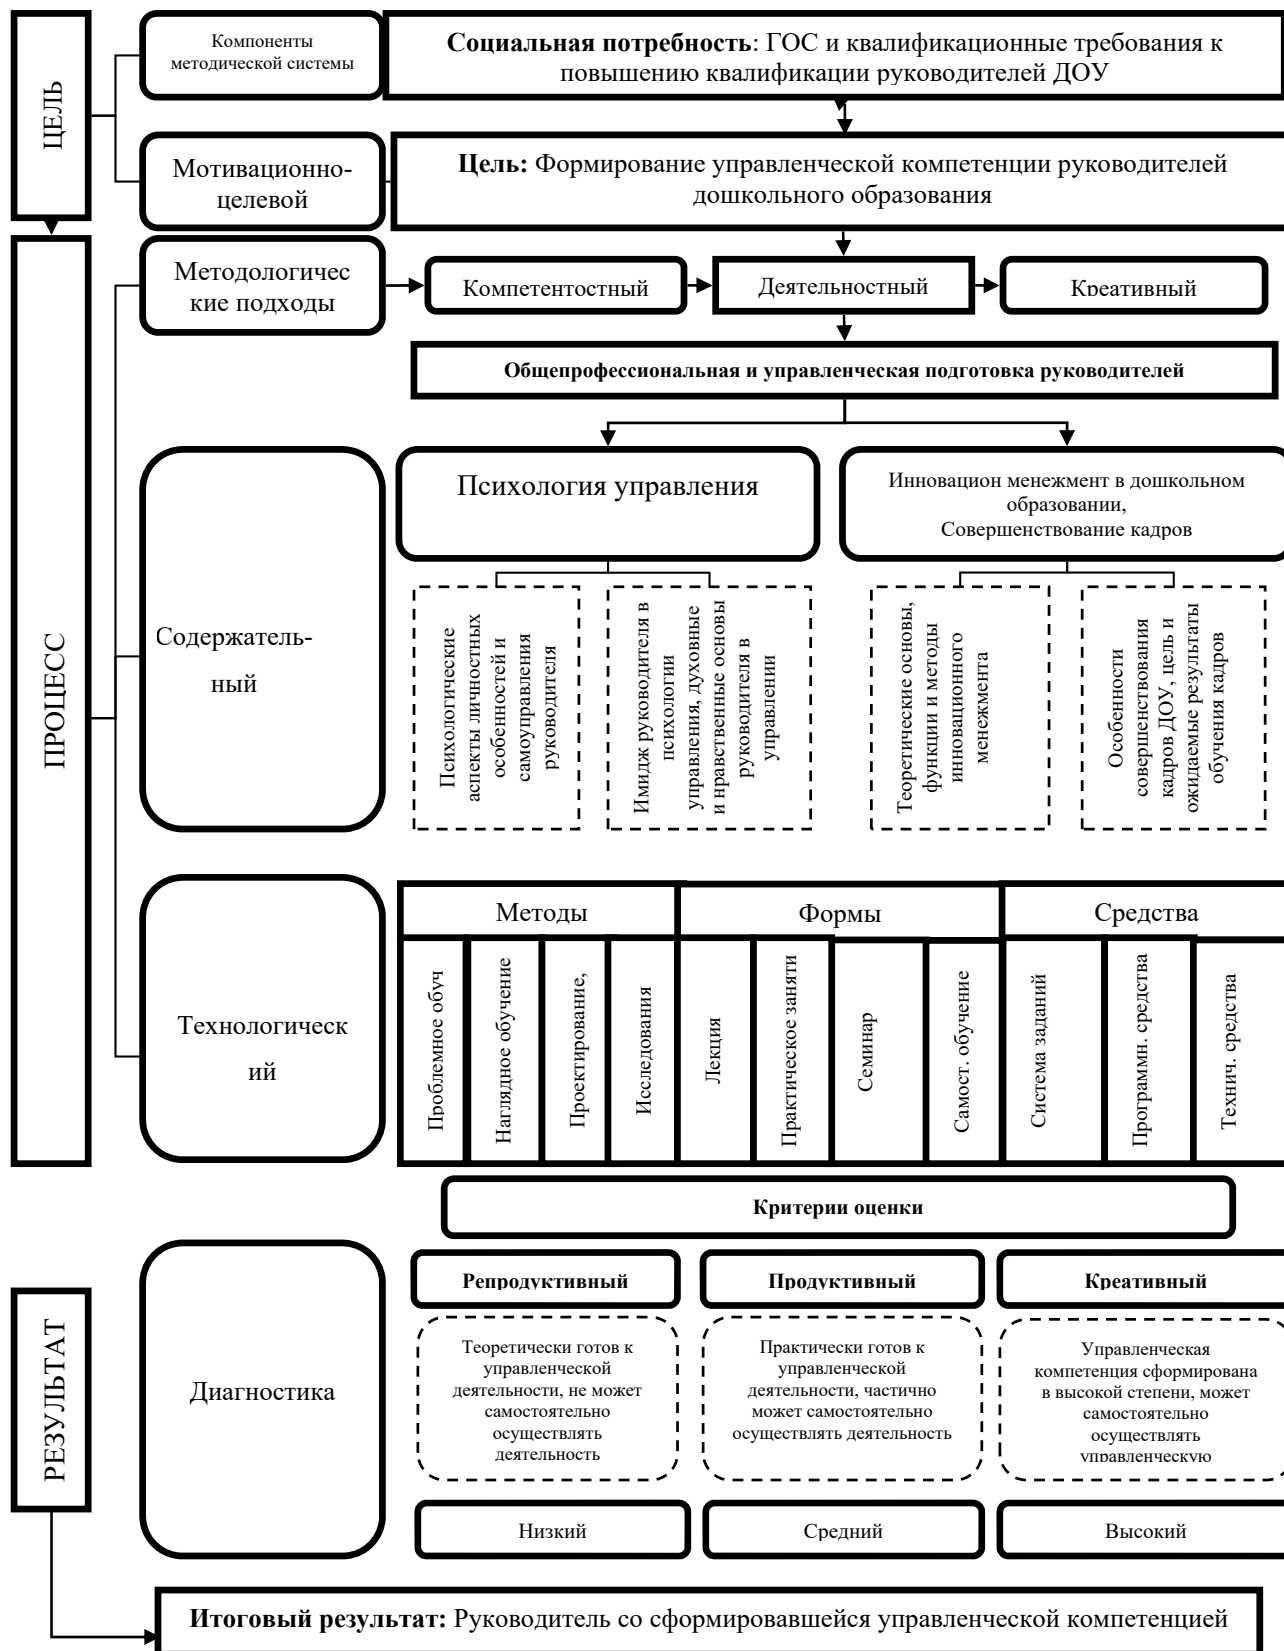 ЦЕЛЬ
Компоненты
методической системы
Социальная потребность: ГОС и квалификационные требования к
повышению квалификации руководителей ДОУ
Мотивационно-
целевой
Цель: Формирование управленческой компетенции руководителей
дошкольного образования
ПРОЦЕСС
Методологичес
кие подходы
Компетентостный
Деятельностный
Креативный
Общепрофессиональная и управленческая подготовка руководителей
Содержатель-
ный
Психология управления
Инновацион менежмент в дошкольном
образовании,
Совершенствование кадров
Психологические
аспекты личностных
особенностей и
самоуправления
руководителя
Имидж руководителя в
психологии
управления, духовные
и нравственные основы
руководителя в
управлении
Теоретические основы,
функции и методы
инновационного
менежмента
Особенности
совершенствования
кадров ДОУ, цель и
ожидаемые результаты
обучения кадров
Технологическ
ий
Методы
Формы
Средства
Проблемное обуч
Наглядное обучение
Проектирование,
Исследования
Лекция
Практическое заняти
Семинар
Самост. обучение
Система заданий
Программн. средства
Технич. средства
Критерии оценки
РЕЗУЛЬТАТ
Диагностика
Репродуктивный
Продуктивный
Креативный
Теоретически готов к
управленческой
деятельности, не может
самостоятельно
осуществлять
деятельность
Практически готов к
управленческой
деятельности, частично
может самостоятельно
осуществлять деятельность
Управленческая
компетенция сформирована
в высокой степени, может
самостоятельно
осуществлять
управленческую
Низкий
Средний
Высокий
Итоговый результат: Руководитель со сформировавшейся управленческой компетенцией